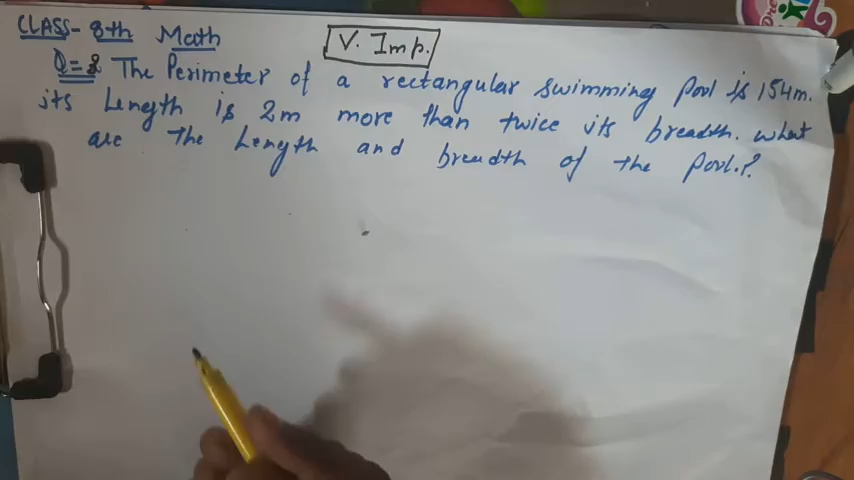 CLASS- 8th Math
V. Imp.
Q=2 The Perimeter of a rectangular swimming pool is 154m.
its Length is 2m more than twice its breadth. what
are the Length and breadth of the pool.?